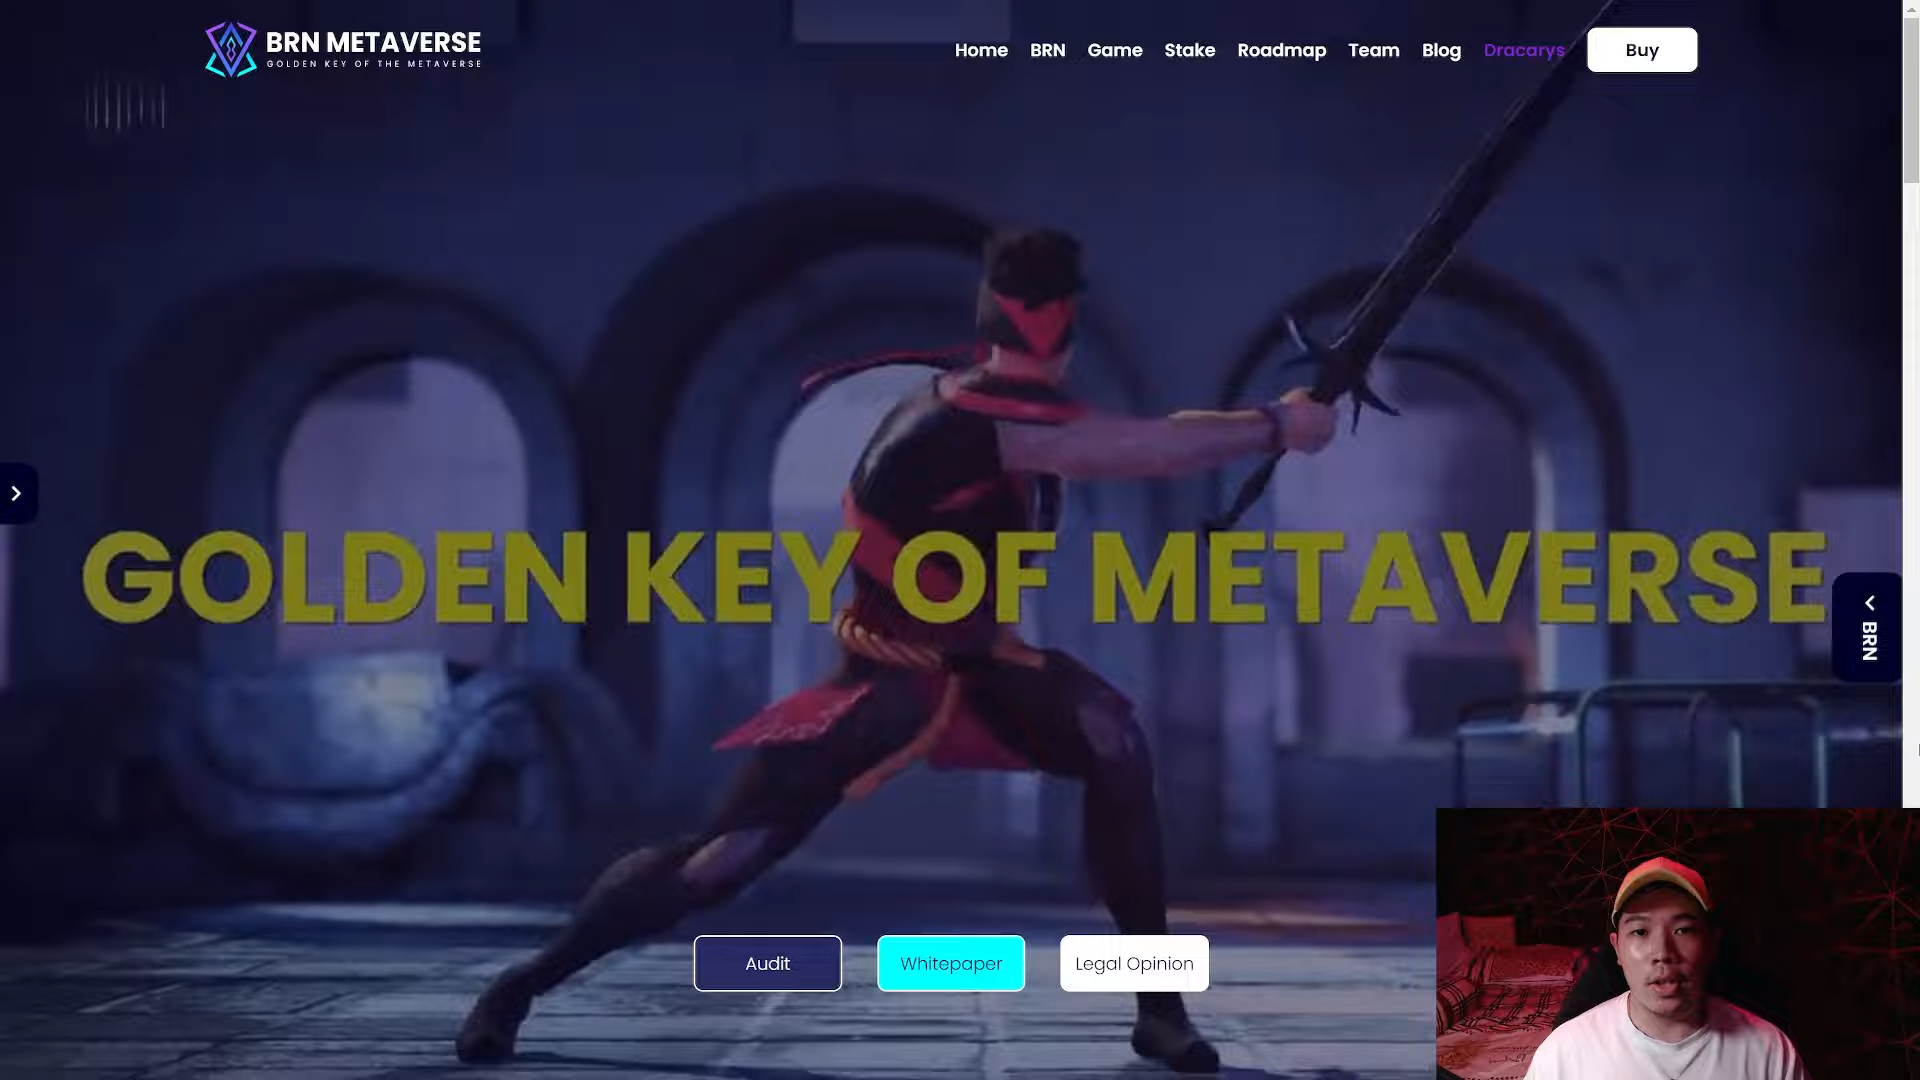 BRN METAVERSE
GOLDEN KEY OF THE METAVERSE
Home BRN Game Stake Roadmap Team Blog Dracarys Buy
GOLDEN KEY OF METAVERSE
BRN
Audit Whitepaper Legal Opinion